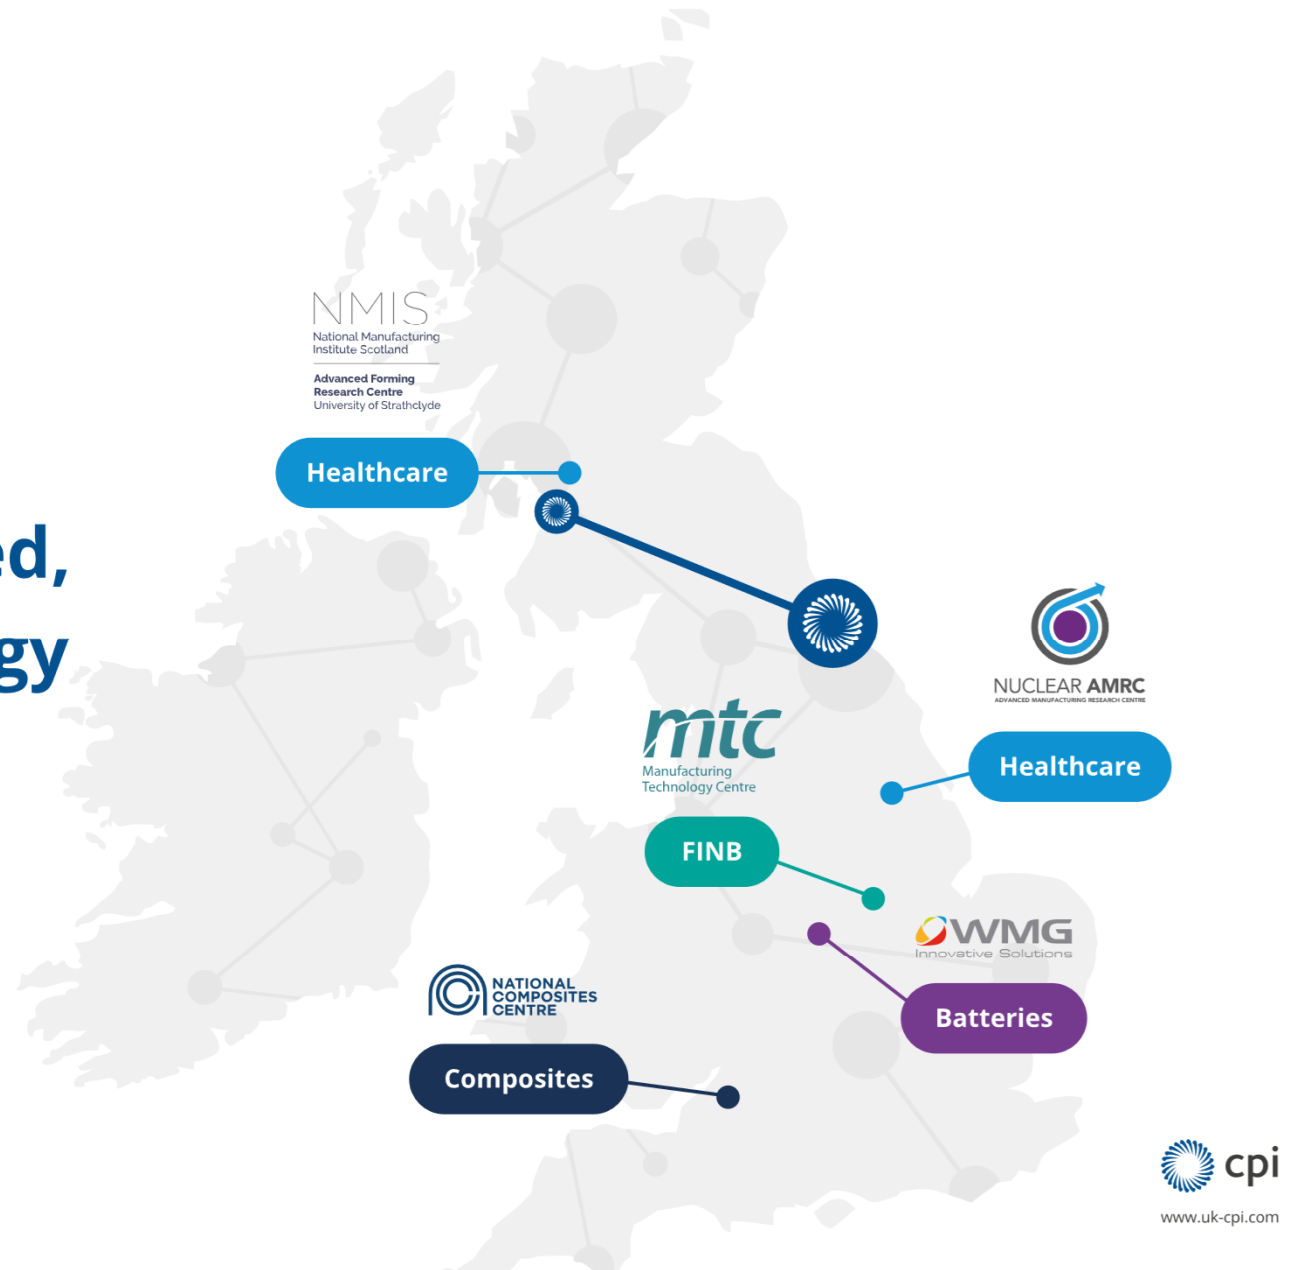 NMIS
National Manufacturing
Institute Scotland
Advanced Forming
Research Centre
University of Strathclyde
Healthcare
NUCLEAR AMRC
ADVANCED MANUFACTURING RESEARCH CENTRE
Healthcare
mtc
Manufacturing
Technology Centre
FINB
WMG
Innovative Solutions
Batteries
NATIONAL
COMPOSITES
CENTRE
Composites
cpi
www.uk-cpi.com